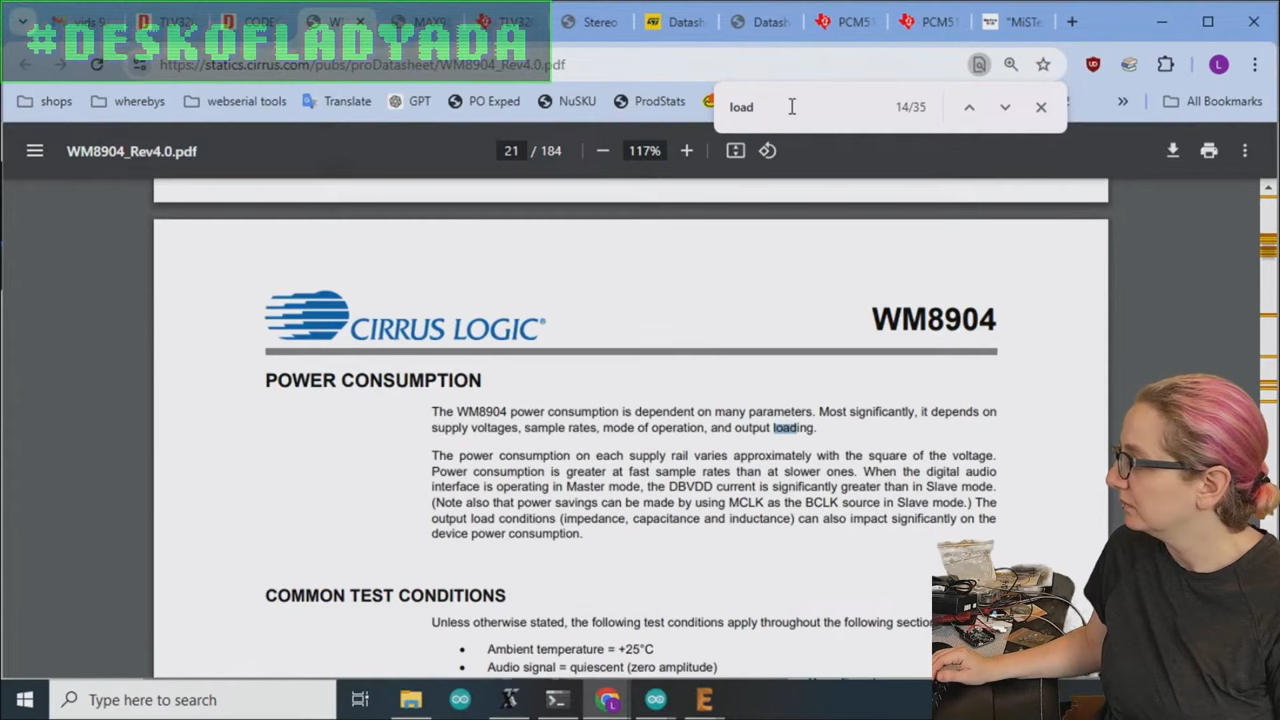 vids 9
TLV32
CODE
W
MAX9
TLV32
Stereo
Datash
Datash
PCM51
PCM51
"MiSTe
#DESKOFLADYADA
https://statics.cirrus.com/pubs/proDatasheet/WM8904_Rev4.0.pdf
shops
wherebys
webserial tools
Translate
GPT
PO Exped
NuSKU
ProdStats
All Bookmarks
load
14/35
WM8904_Rev4.0.pdf
21 / 184
117%
CIRRUS LOGIC®
WM8904
POWER CONSUMPTION
The WM8904 power consumption is dependent on many parameters. Most significantly, it depends on
supply voltages, sample rates, mode of operation, and output loading.
The power consumption on each supply rail varies approximately with the square of the voltage.
Power consumption is greater at fast sample rates than at slower ones. When the digital audio
interface is operating in Master mode, the DBVDD current is significantly greater than in Slave mode.
(Note also that power savings can be made by using MCLK as the BCLK source in Slave mode.) The
output load conditions (impedance, capacitance and inductance) can also impact significantly on the
device power consumption.
COMMON TEST CONDITIONS
Unless otherwise stated, the following test conditions apply throughout the following section
• Ambient temperature = +25°C
• Audio signal = quiescent (zero amplitude)
Type here to search